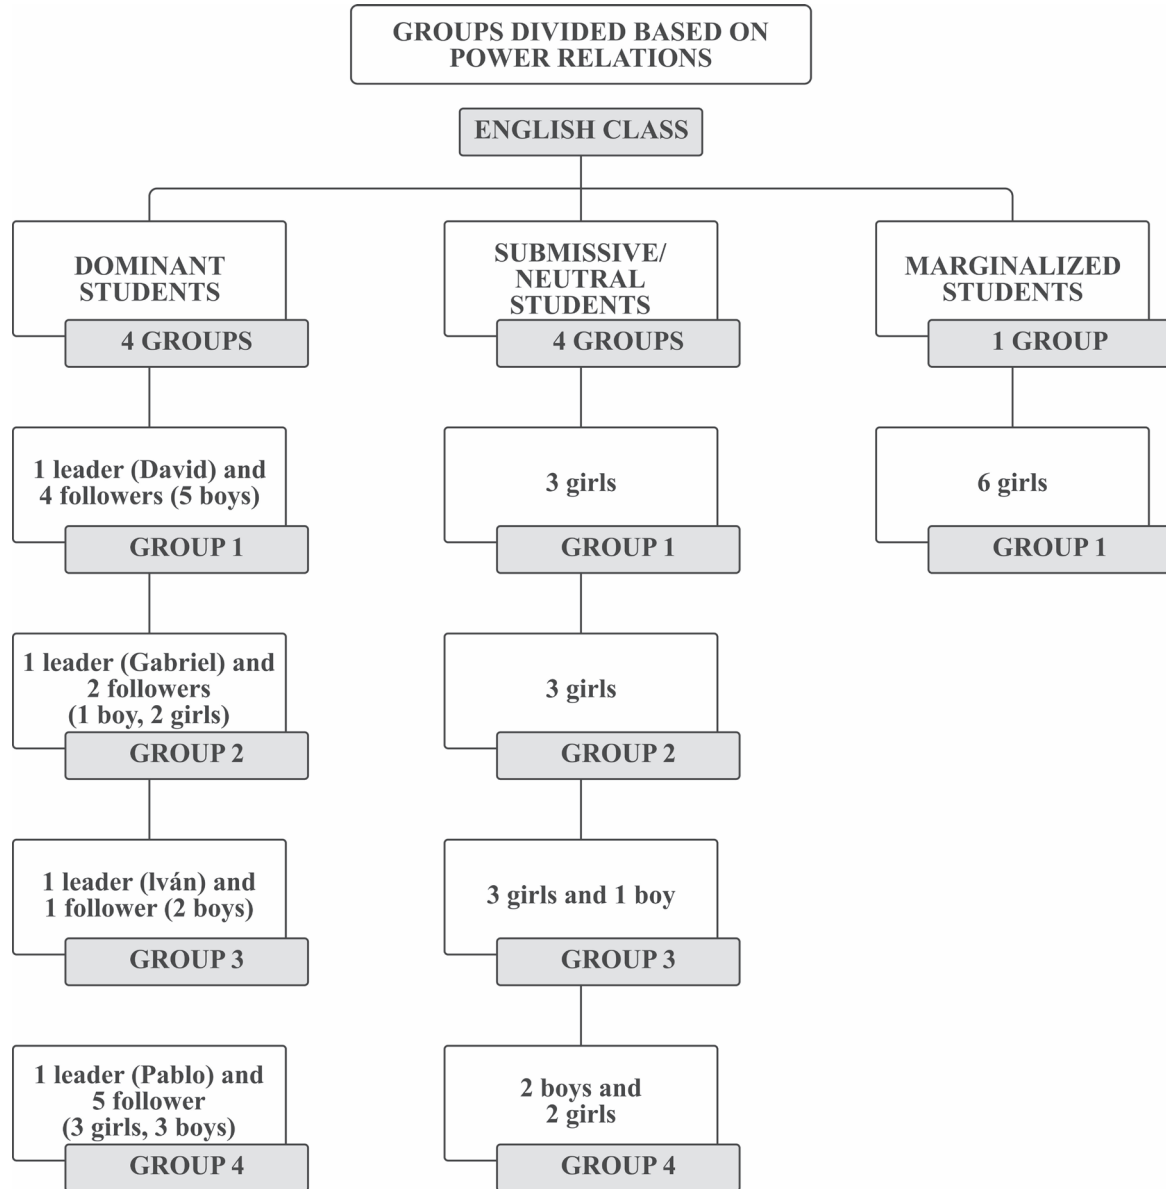 GROUPS DIVIDED BASED ON
POWER RELATIONS
ENGLISH CLASS
DOMINANT
STUDENTS
4 GROUPS
1 leader (David) and
4 followers (5 boys)
GROUP 1
1 leader (Gabriel) and
2 followers
(1 boy, 2 girls)
GROUP 2
1 leader (Iván) and
1 follower (2 boys)
GROUP 3
1 leader (Pablo) and
5 follower
(3 girls, 3 boys)
GROUP 4
SUBMISSIVE/
NEUTRAL
STUDENTS
4 GROUPS
3 girls
GROUP 1
3 girls
GROUP 2
3 girls and 1 boy
GROUP 3
2 boys and
2 girls
GROUP 4
MARGINALIZED
STUDENTS
1 GROUP
6 girls
GROUP 1